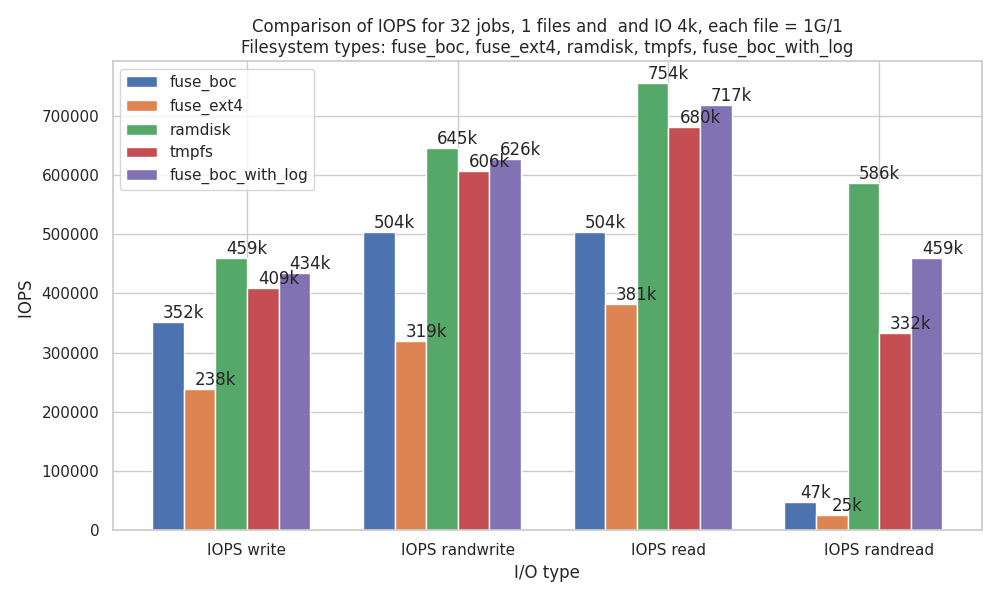 Comparison of IOPS for 32 jobs, 1 files and  and IO 4k, each file = 1G/1
Filesystem types: fuse_boc, fuse_ext4, ramdisk, tmpfs, fuse_boc_with_log
fuse_boc
fuse_ext4
ramdisk
tmpfs
fuse_boc_with_log
IOPS
700000
600000
500000
400000
300000
200000
100000
0
352k
238k
459k
409k
434k
504k
319k
645k
606k
626k
504k
381k
754k
680k
717k
47k
25k
586k
332k
459k
IOPS write
IOPS randwrite
IOPS read
IOPS randread
I/O type